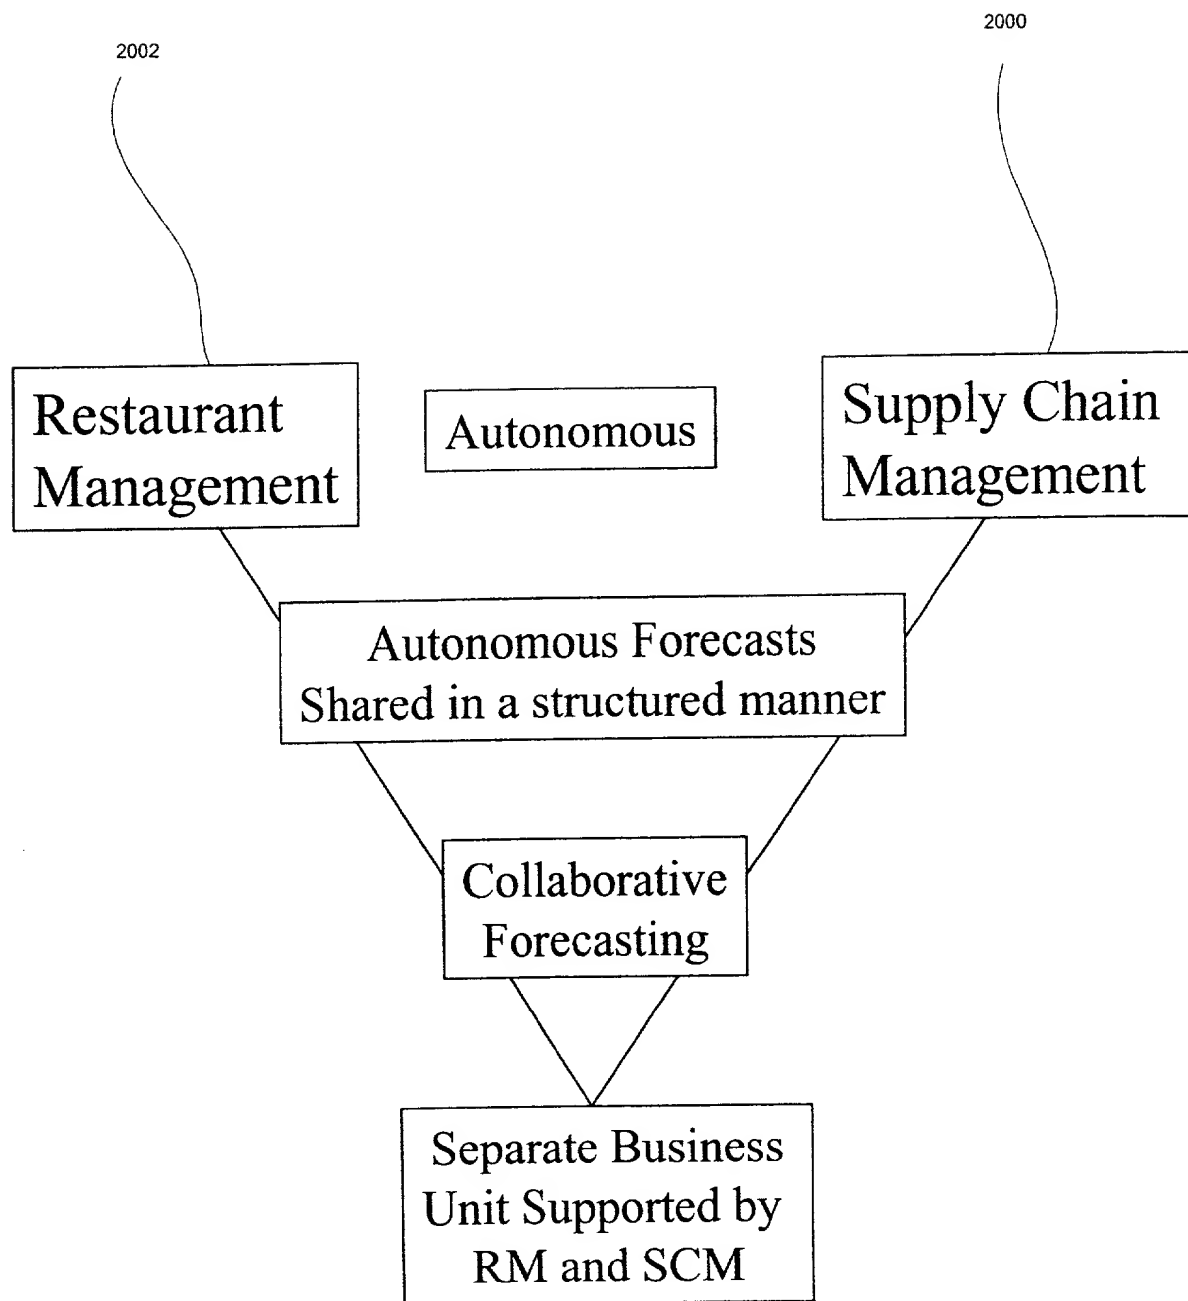 2002
2000
Restaurant
Management
Autonomous
Supply Chain
Management
Autonomous Forecasts
Shared in a structured manner
Collaborative
Forecasting
Separate Business
Unit Supported by
RM and SCM